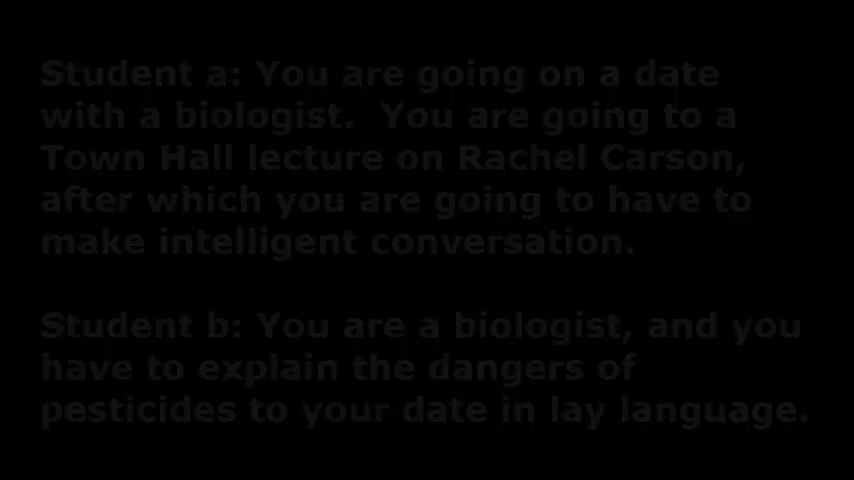 Student a: You are going on a date
with a biologist.  You are going to a
Town Hall lecture on Rachel Carson,
after which you are going to have to
make intelligent conversation.
Student b: You are a biologist, and you
have to explain the dangers of
pesticides to your date in lay language.